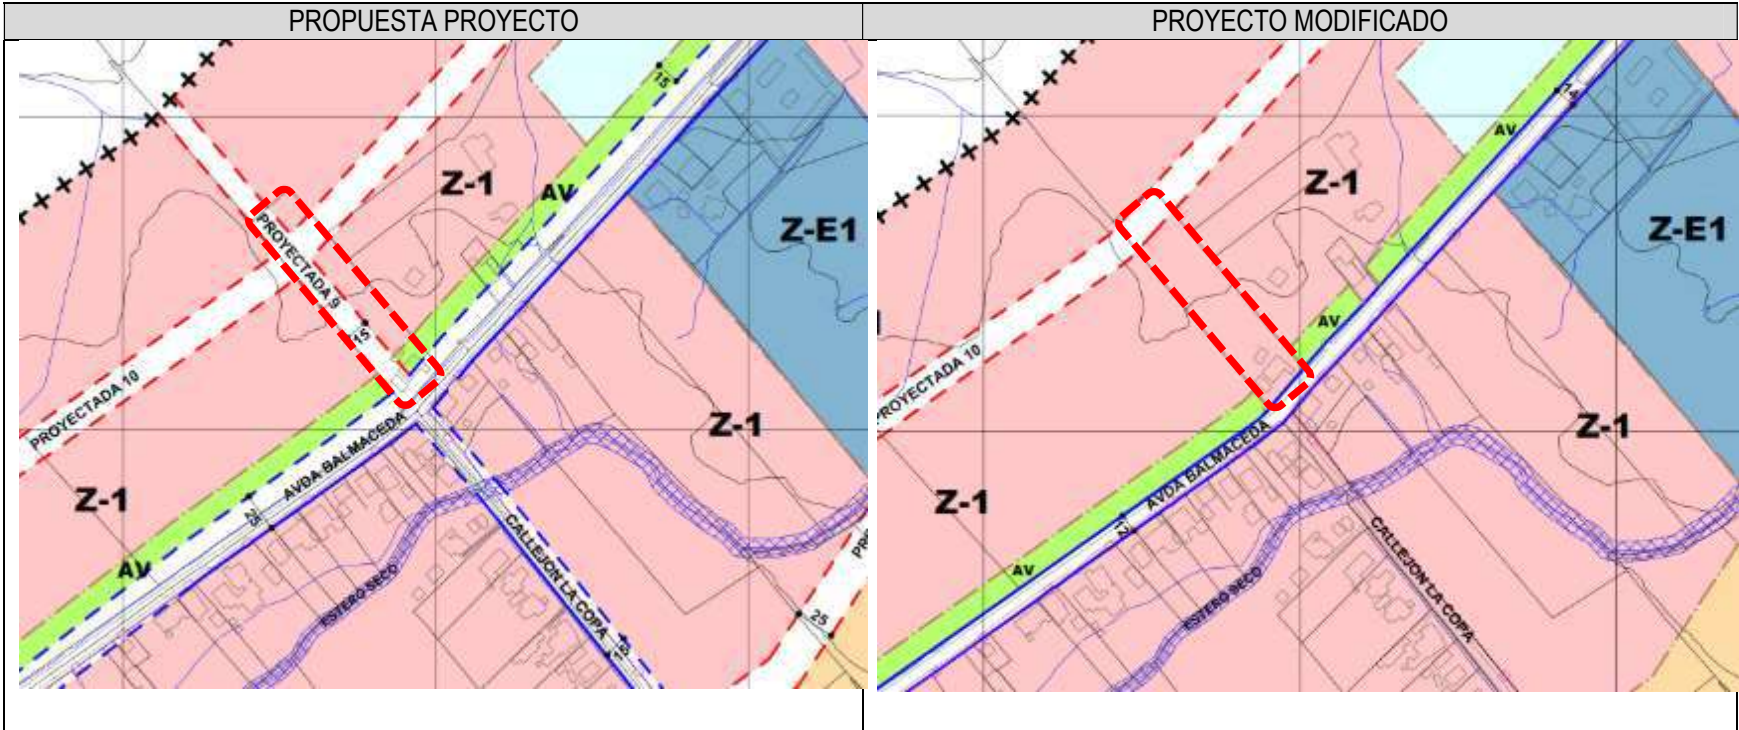 PROPUESTA PROYECTO
PROYECTO MODIFICADO
15
Z-1
AV
Z-E1
PROYECTADA 9
15
PROYECTADA 10
Z-1
AVDA BALMACEDA
Z-1
25
CALLEJON LA COPA
AV
ESTERO SECO
15
25
14
AV
Z-1
Z-E1
AV
PROYECTADA 10
Z-1
AVDA BALMACEDA
Z-1
12
CALLEJON LA COPA
AV
ESTERO SECO